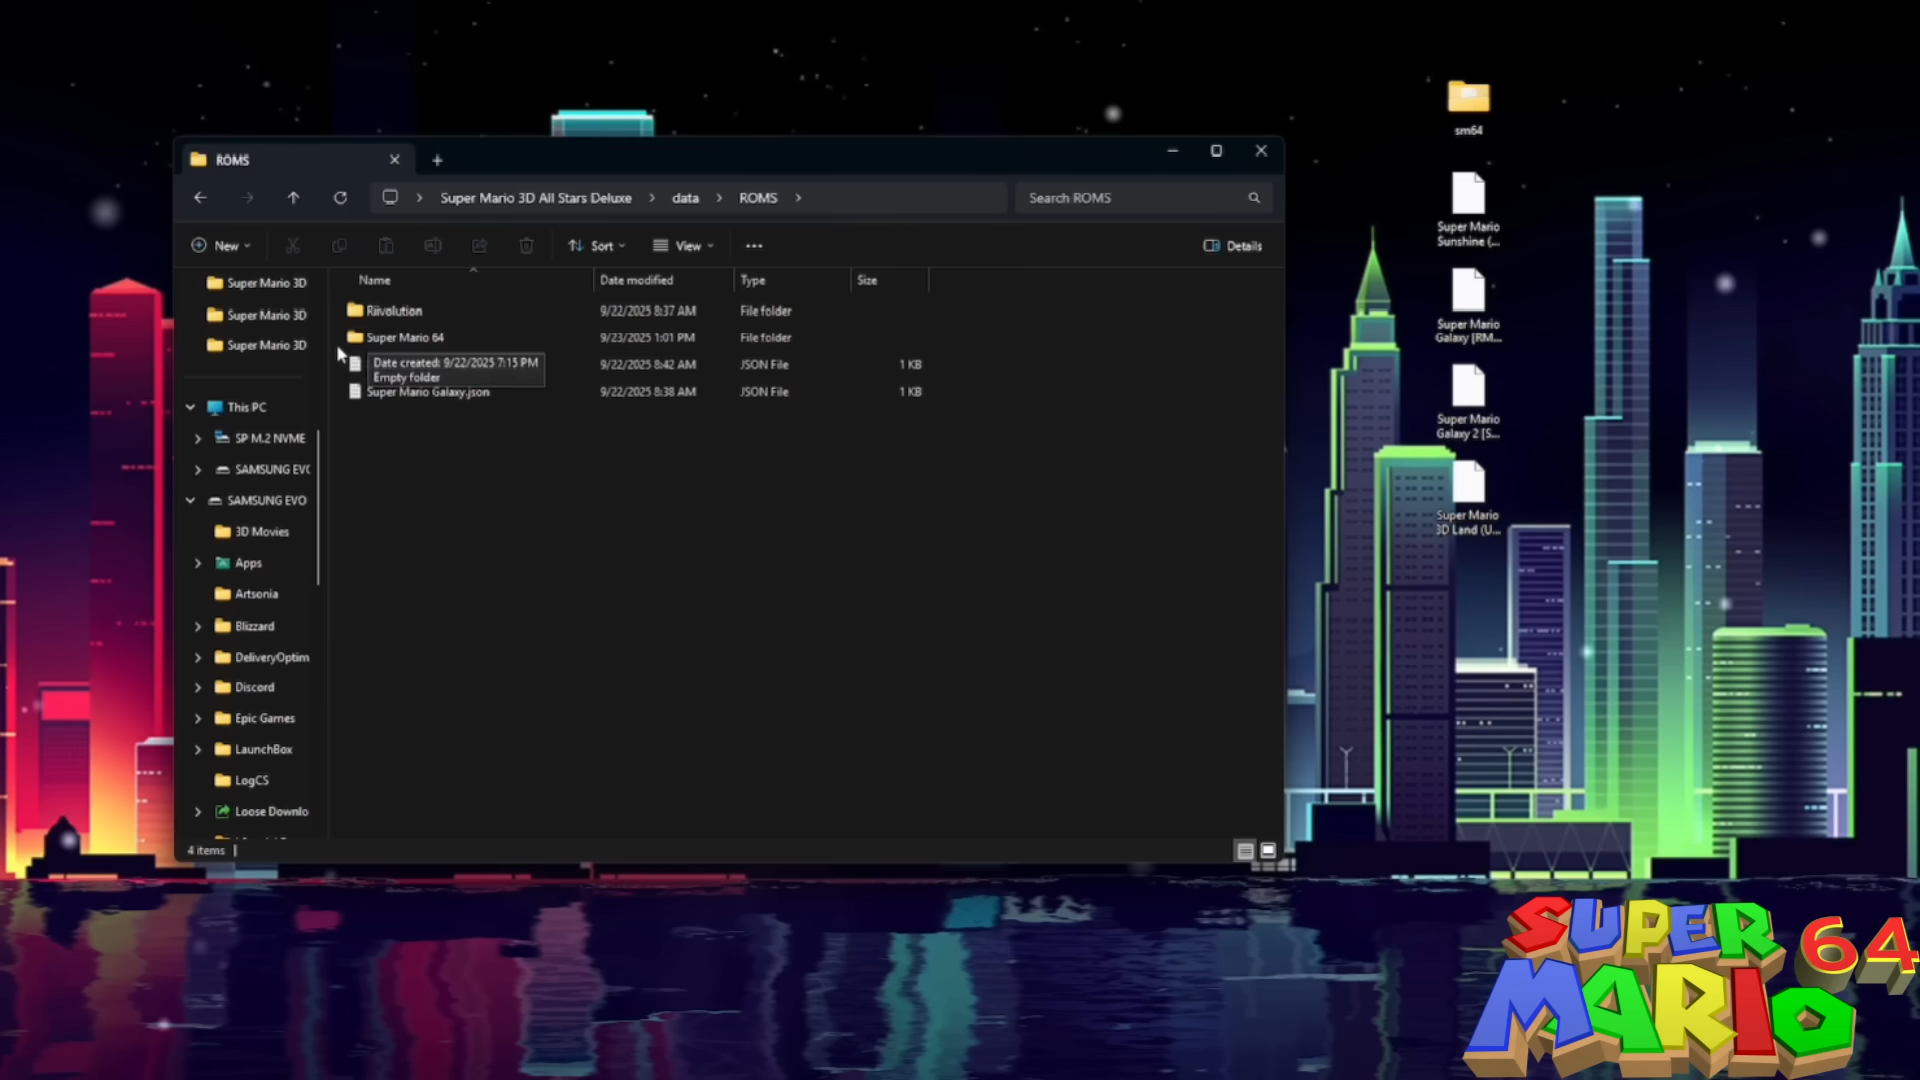 ROMS
Super Mario 3D All Stars Deluxe > data > ROMS >
Search ROMS
New
Sort
View
Details
Name
Date modified
Type
Size
Super Mario 3D
Super Mario 3D
Super Mario 3D
This PC
SP M.2 NVME
SAMSUNG EVO
SAMSUNG EVO
3D Movies
Apps
Artsonia
Blizzard
DeliveryOptim
Discord
Epic Games
LaunchBox
LogCS
Loose Downlo
Riivolution
9/22/2025 8:37 AM
File folder
Super Mario 64
9/23/2025 1:01 PM
File folder
Date created: 9/22/2025 7:15 PM
Empty folder
9/22/2025 8:42 AM
JSON File
1 KB
Super Mario Galaxy.json
9/22/2025 8:38 AM
JSON File
1 KB
4 items
sm64
Super Mario
Sunshine (...
Super Mario
Galaxy [RM...
Super Mario
Galaxy 2 [S...
Super Mario
3D Land (U...
SUPER
MARIO
64